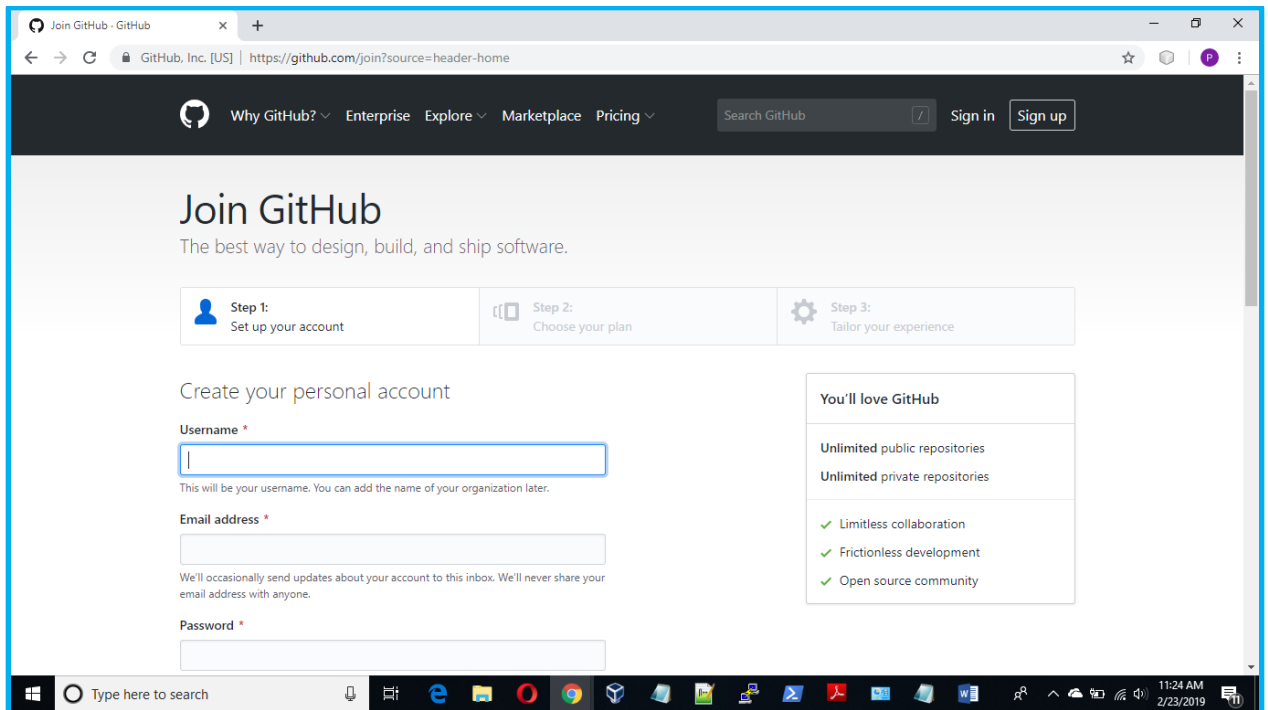 Join GitHub · GitHub
GitHub, Inc. [US] | https://github.com/join?source=header-home
P
Why GitHub? Enterprise Explore Marketplace Pricing Search GitHub / Sign in Sign up
Join GitHub
The best way to design, build, and ship software.
Step 1:
Set up your account
Step 2:
Choose your plan
Step 3:
Tailor your experience
Create your personal account
Username *
This will be your username. You can add the name of your organization later.
Email address *
We'll occasionally send updates about your account to this inbox. We'll never share your
email address with anyone.
Password *
You'll love GitHub
Unlimited public repositories
Unlimited private repositories
Limitless collaboration
Frictionless development
Open source community
Type here to search
11:24 AM
2/23/2019
11